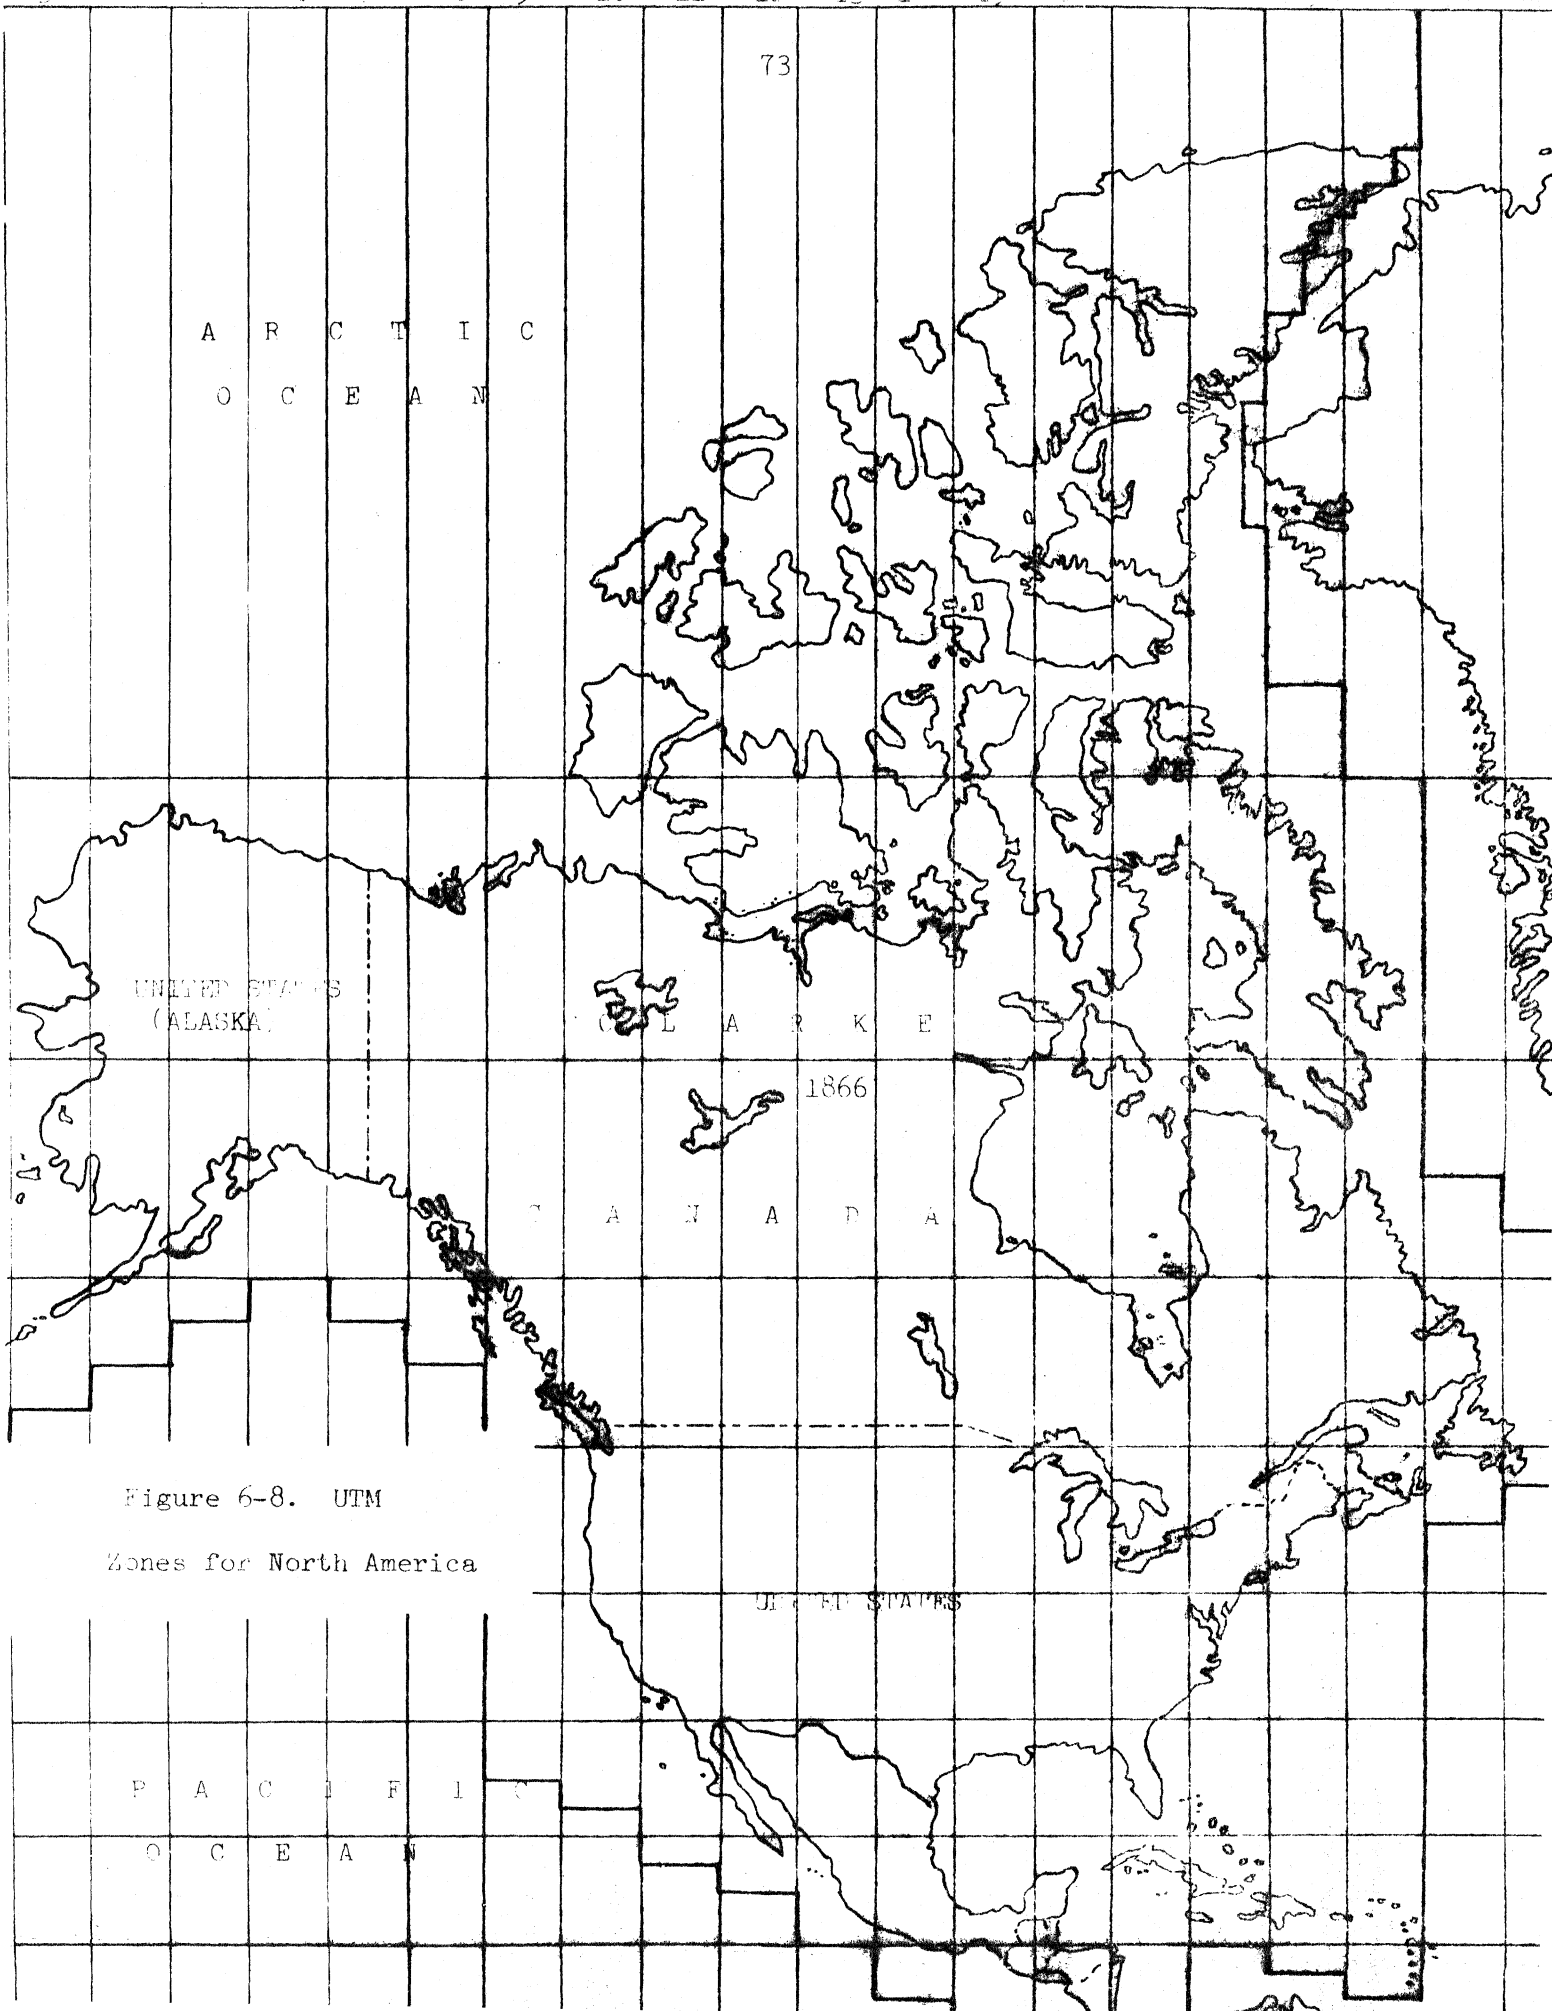 73
A R C T I C
O C E A N
UNITED STATES
(ALASKA)
C L A R K E
1866
C A N A D A
Figure 6-8. UTM
Zones for North America
UNITED STATES
P A C I F I C
O C E A N